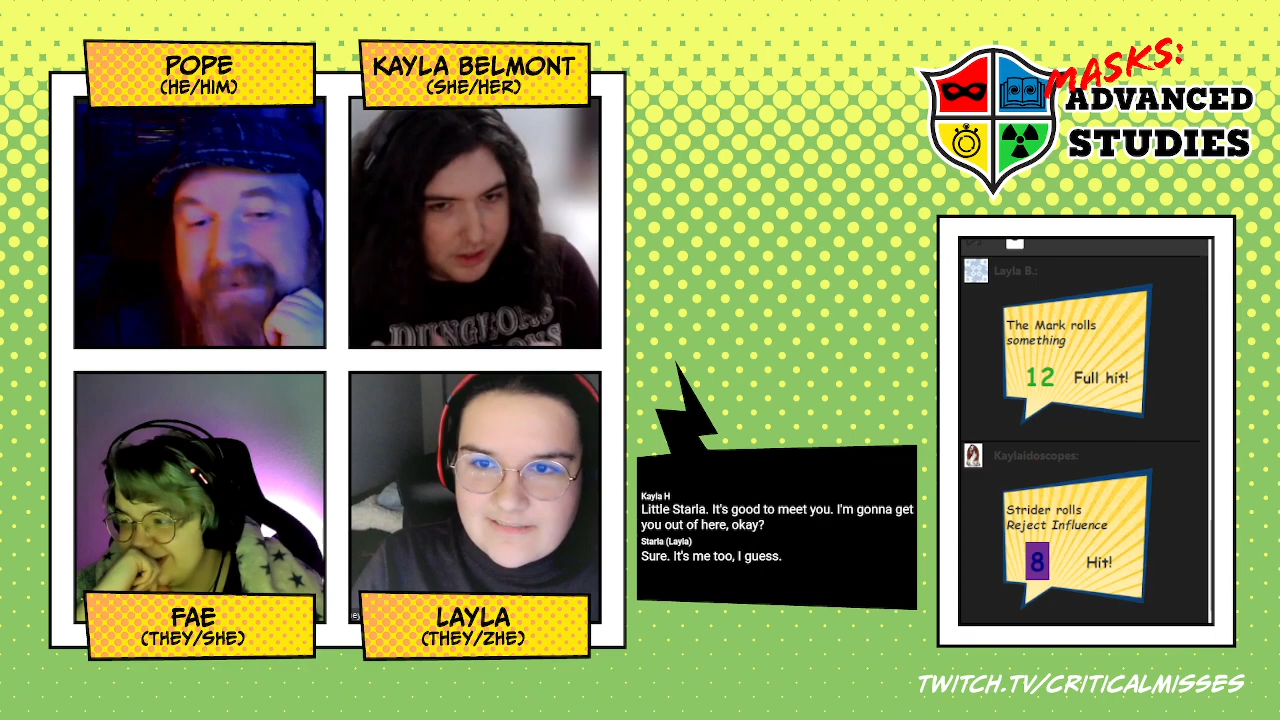 POPE
(HE/HIM)
KAYLA BELMONT
(SHE/HER)
MASKS:
ADVANCED
STUDIES
Layla B.:
The Mark rolls
something
12 Full hit!
Kaylaidoscopes:
Strider rolls
Reject Influence
8 Hit!
DUNGEONS
Kayla H
Little Starla. It's good to meet you. I'm gonna get
you out of here, okay?
Starla (Layla)
Sure. It's me too, I guess.
FAE
(THEY/SHE)
LAYLA
(THEY/ZHE)
TWITCH.TV/CRITICALMISSES